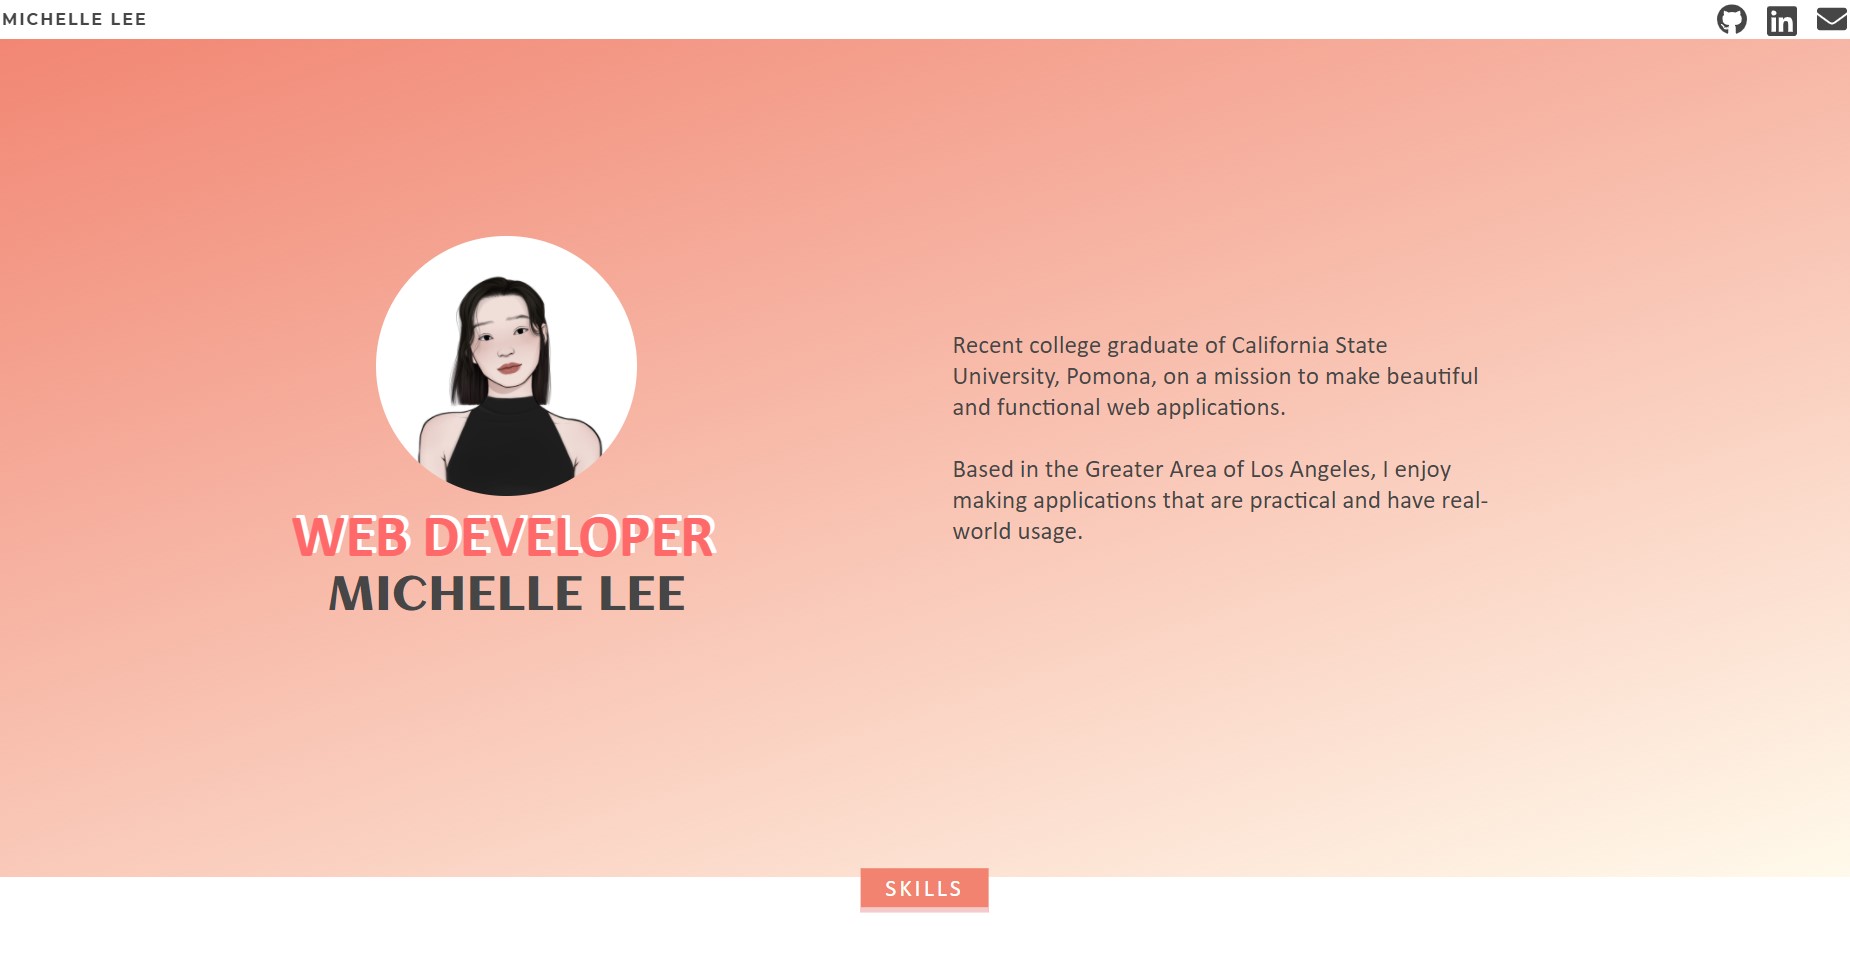 MICHELLE LEE
in
WEB DEVELOPER
MICHELLE LEE
Recent college graduate of California State
University, Pomona, on a mission to make beautiful
and functional web applications.
Based in the Greater Area of Los Angeles, I enjoy
making applications that are practical and have real-
world usage.
SKILLS